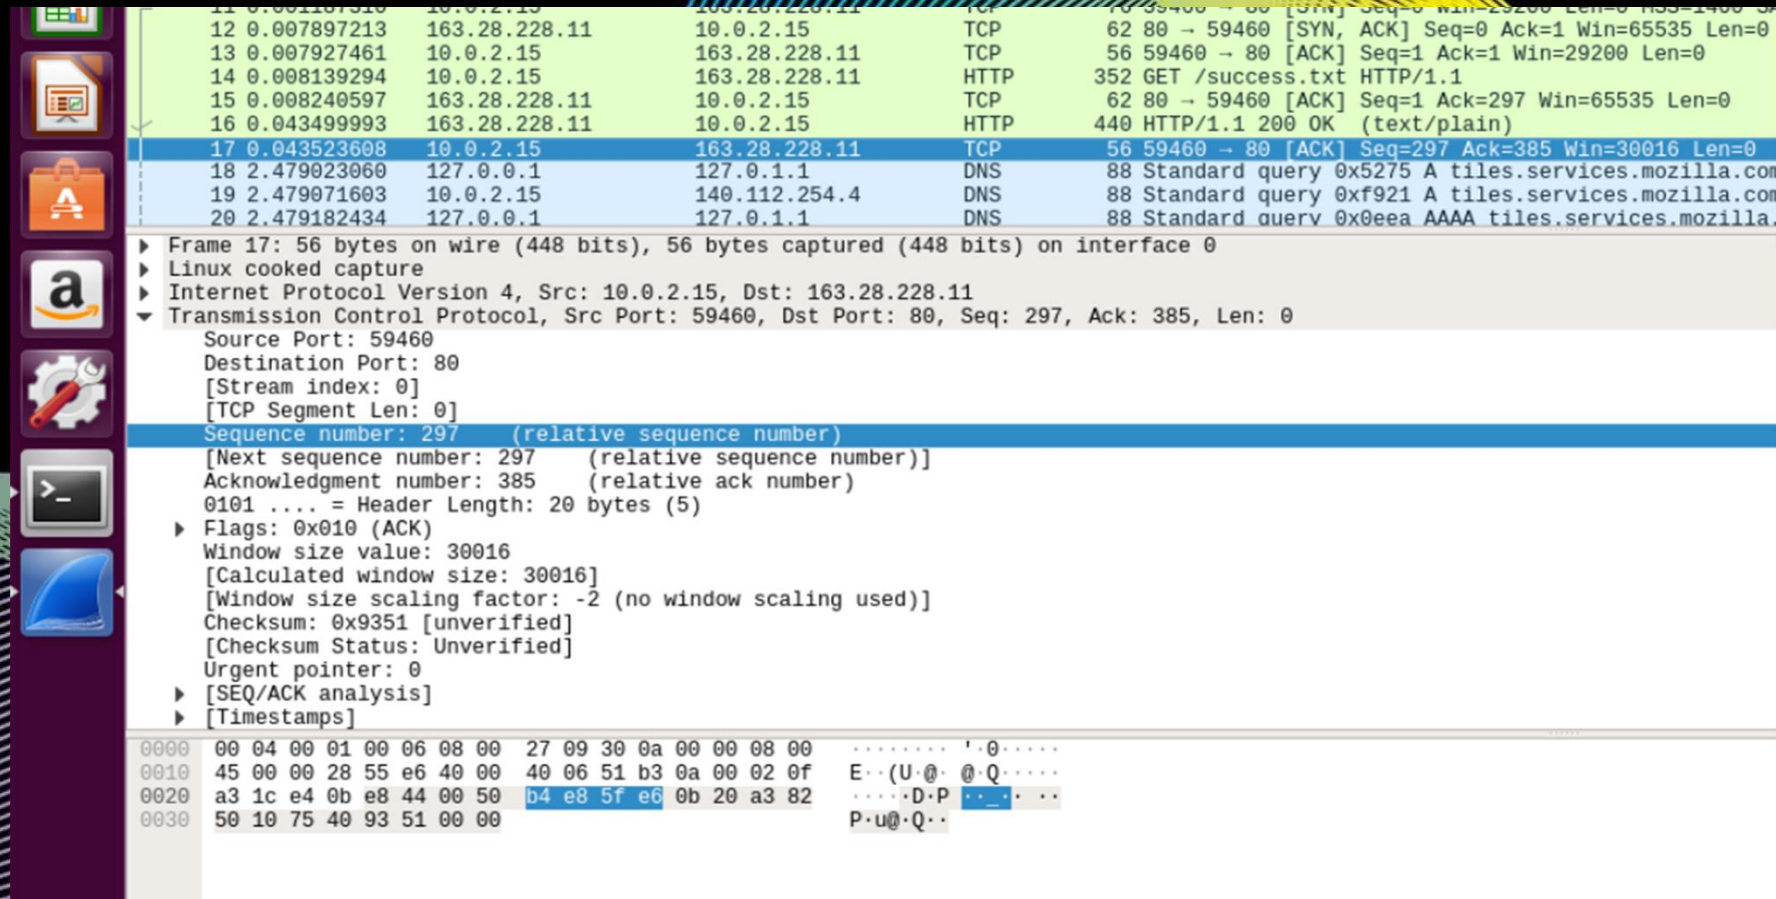 12 0.007897213 163.28.228.11 10.0.2.15 TCP 62 80 → 59460 [SYN, ACK] Seq=0 Ack=1 Win=65535 Len=0
13 0.007927461 10.0.2.15 163.28.228.11 TCP 56 59460 → 80 [ACK] Seq=1 Ack=1 Win=29200 Len=0
14 0.008139294 10.0.2.15 163.28.228.11 HTTP 352 GET /success.txt HTTP/1.1
15 0.008240597 163.28.228.11 10.0.2.15 TCP 62 80 → 59460 [ACK] Seq=1 Ack=297 Win=65535 Len=0
16 0.043499993 163.28.228.11 10.0.2.15 HTTP 440 HTTP/1.1 200 OK (text/plain)
17 0.043523608 10.0.2.15 163.28.228.11 TCP 56 59460 → 80 [ACK] Seq=297 Ack=385 Win=30016 Len=0
18 2.479023060 127.0.0.1 127.0.1.1 DNS 88 Standard query 0x5275 A tiles.services.mozilla.com
19 2.479071603 10.0.2.15 140.112.254.4 DNS 88 Standard query 0xf921 A tiles.services.mozilla.com
20 2.479182434 127.0.0.1 127.0.1.1 DNS 88 Standard query 0x0eea AAAA tiles.services.mozilla.
Frame 17: 56 bytes on wire (448 bits), 56 bytes captured (448 bits) on interface 0
Linux cooked capture
Internet Protocol Version 4, Src: 10.0.2.15, Dst: 163.28.228.11
Transmission Control Protocol, Src Port: 59460, Dst Port: 80, Seq: 297, Ack: 385, Len: 0
Source Port: 59460
Destination Port: 80
[Stream index: 0]
[TCP Segment Len: 0]
Sequence number: 297 (relative sequence number)
[Next sequence number: 297 (relative sequence number)]
Acknowledgment number: 385 (relative ack number)
0101 .... = Header Length: 20 bytes (5)
Flags: 0x010 (ACK)
Window size value: 30016
[Calculated window size: 30016]
[Window size scaling factor: -2 (no window scaling used)]
Checksum: 0x9351 [unverified]
[Checksum Status: Unverified]
Urgent pointer: 0
[SEQ/ACK analysis]
[Timestamps]
0000 00 04 00 01 00 06 08 00 27 09 30 0a 00 00 08 00 ········ '·0·····
0010 45 00 00 28 55 e6 40 00 40 06 51 b3 0a 00 02 0f E··(U·@· @·Q·····
0020 a3 1c e4 0b e8 44 00 50 b4 e8 5f e6 0b 20 a3 82 ·····D·P ··_·· ··
0030 50 10 75 40 93 51 00 00 P·u@·Q··